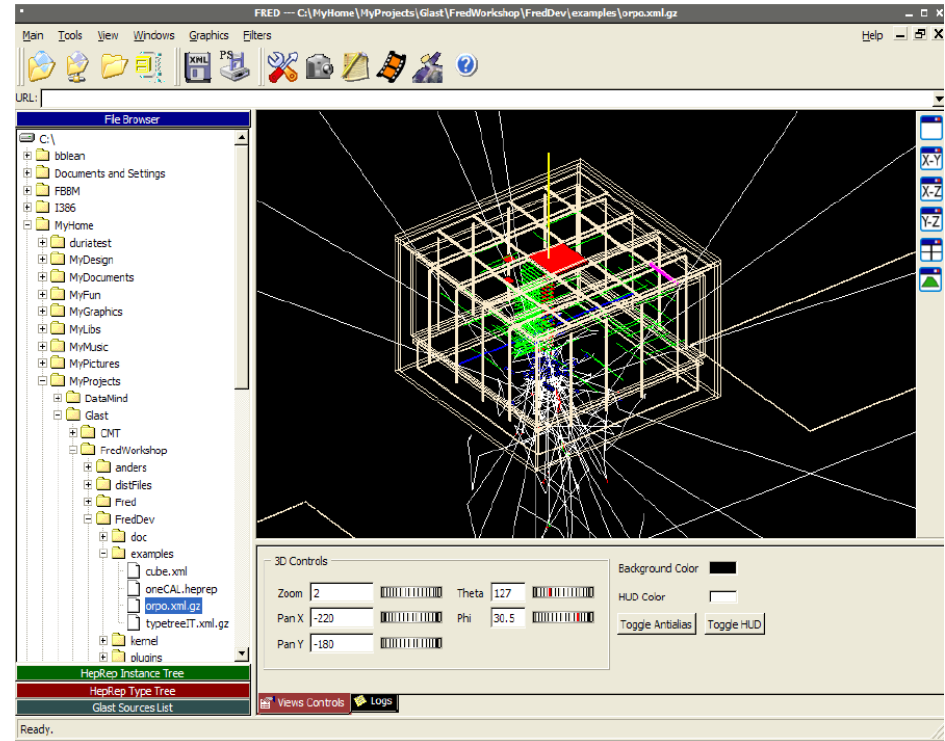 FRED --- C:\MyHome\MyProjects\Glast\FredWorkshop\FredDev\examples\orpo.xml.gz
Main Tools View Windows Graphics Filters Help
XML PS
URL:
File Browser
C:\
bblean
Documents and Settings
FBBM
I386
MyHome
duriatest
MyDesign
MyDocuments
MyFun
MyGraphics
MyLibs
MyMusic
MyPictures
MyProjects
DataMind
Glast
CMT
FredWorkshop
anders
distFiles
Fred
FredDev
doc
examples
cube.xml
oneCAL.heprep
orpo.xml.gz
typetreeIT.xml.gz
kernel
plugins
HepRep Instance Tree
HepRep Type Tree
Glast Sources List
X-Y
X-Z
Y-Z
3D Controls
Zoom 2 Theta 127
Pan X -220 Phi 30.5
Pan Y -180
Background Color
HUD Color
Toggle Antialias Toggle HUD
Views Controls Logs
Ready.